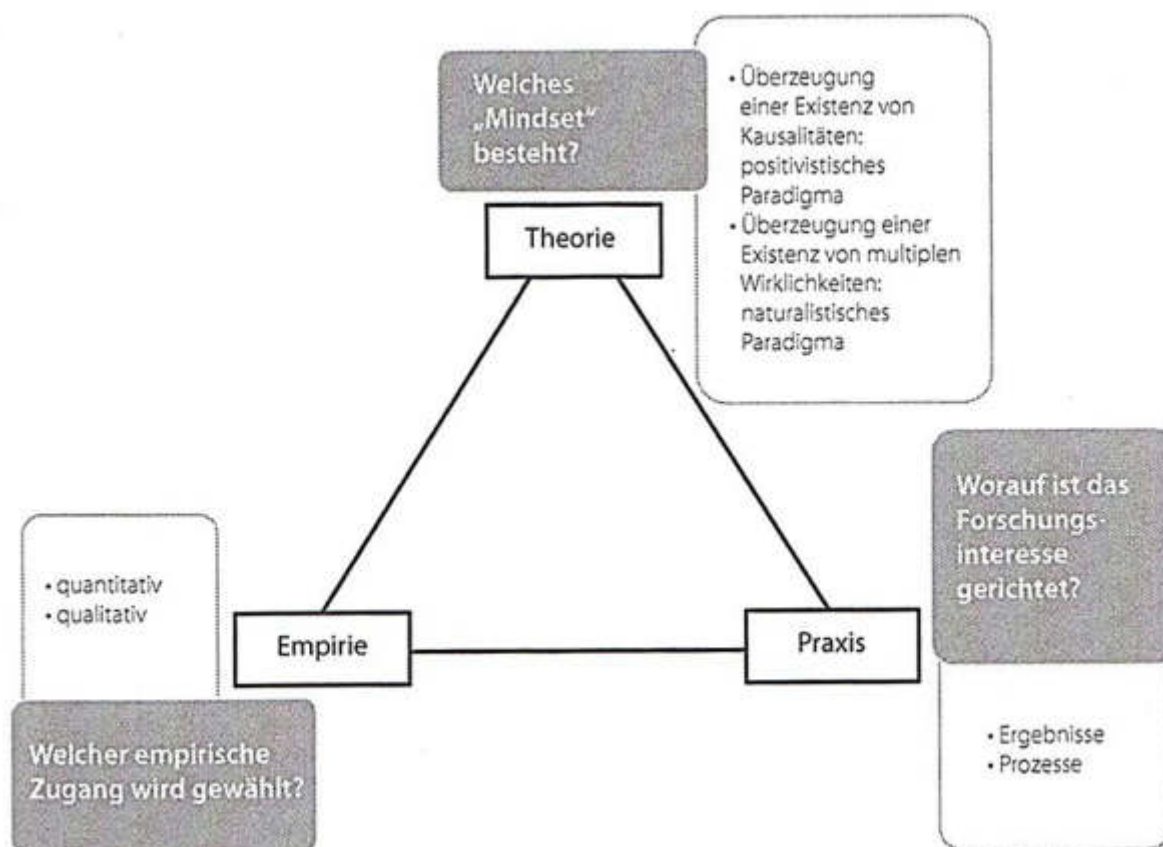 Welches
„Mindset“
besteht?
• Überzeugung
einer Existenz von
Kausalitäten:
positivistisches
Paradigma
• Überzeugung einer
Existenz von multiplen
Wirklichkeiten:
naturalistisches
Paradigma
Theorie
Worauf ist das
Forschungs-
interesse
gerichtet?
• quantitativ
• qualitativ
Empirie
Praxis
Welcher empirische
Zugang wird gewählt?
• Ergebnisse
• Prozesse